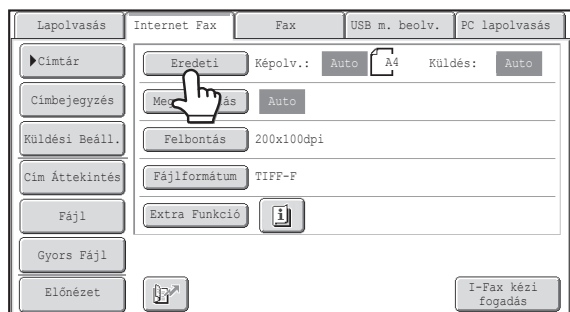 Lapolvasás Internet Fax Fax USB m. beolv. PC lapolvasás
Címtár
Eredeti Képolv.: Auto A4 Küldés: Auto
Címbejegyzés
Auto
Küldési Beáll.
Felbontás 200x100dpi
Cím Áttekintés
Fájlformátum TIFF-F
Fájl
Extra Funkció
Gyors Fájl
Előnézet
I-Fax kézi
fogadás